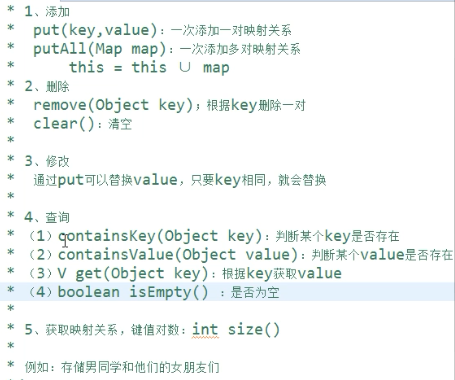 * 1、添加
*  put(key,value)：一次添加一对映射关系
*  putAll(Map map)：一次添加多对映射关系
*      this = this ∪ map
* 2、删除
*  remove(Object key)；根据key删除一对
*  clear()：清空
*
* 3、修改
*  通过put可以替换value，只要key相同，就会替换
*
* 4、查询
* （1）containsKey(Object key)：判断某个key是否存在
* （2）containsValue(Object value)：判断某个value是否存在
* （3）V get(Object key)：根据key获取value
* （4）boolean isEmpty() ：是否为空
*
* 5、获取映射关系，键值对数：int size()
*
* 例如：存储男同学和他们的女朋友们